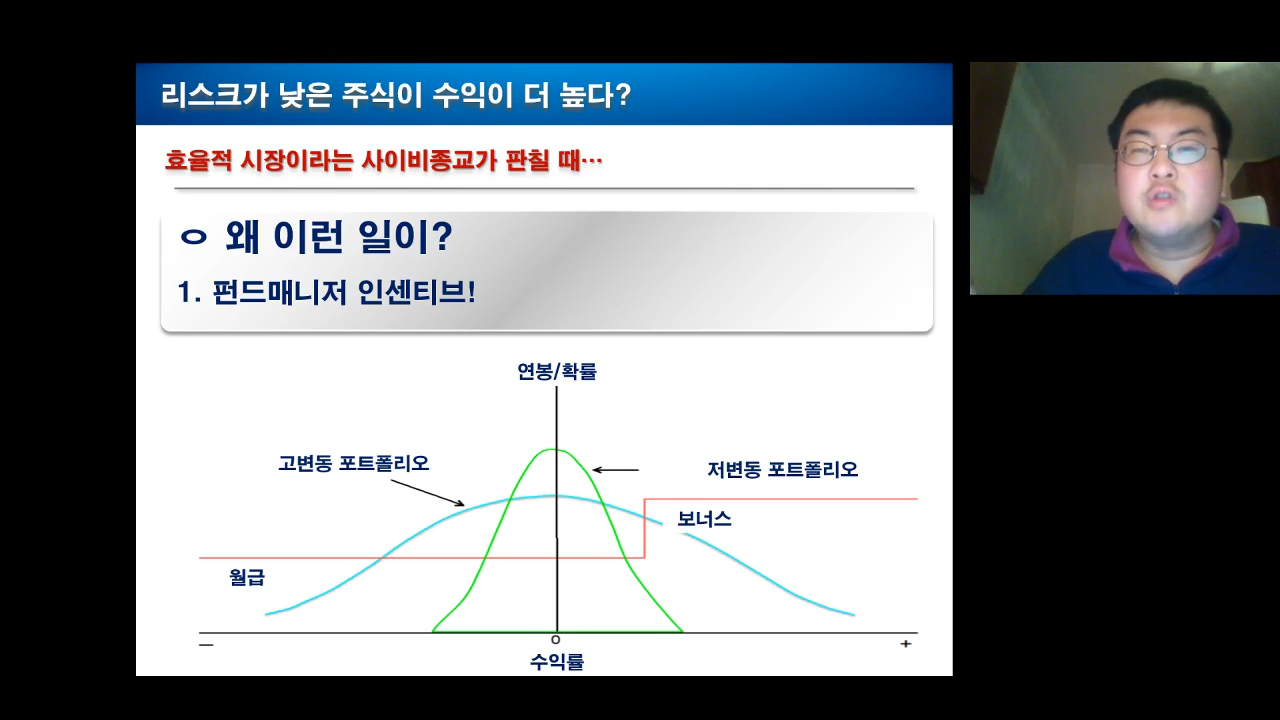 리스크가 낮은 주식이 수익이 더 높다?
효율적 시장이라는 사이비종교가 판칠 때…
ㅇ 왜 이런 일이?
1. 펀드매니저 인센티브!
연봉/확률
고변동 포트폴리오
저변동 포트폴리오
보너스
월급
0
— +
수익률